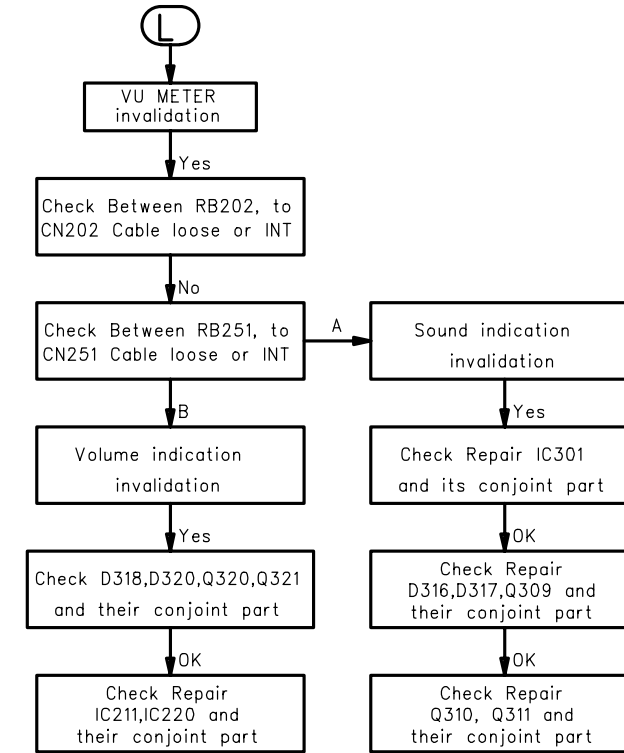 L
VU METER
invalidation
Yes
Check Between RB202, to
CN202 Cable loose or INT
No
Check Between RB251, to
CN251 Cable loose or INT
A
Sound indication
invalidation
B
Volume indication
invalidation
Yes
Check Repair IC301
and its conjoint part
Yes
Check D318,D320,Q320,Q321
and their conjoint part
OK
Check Repair
D316,D317,Q309 and
their conjoint part
OK
Check Repair
IC211,IC220 and
their conjoint part
OK
Check Repair
Q310, Q311 and
their conjoint part